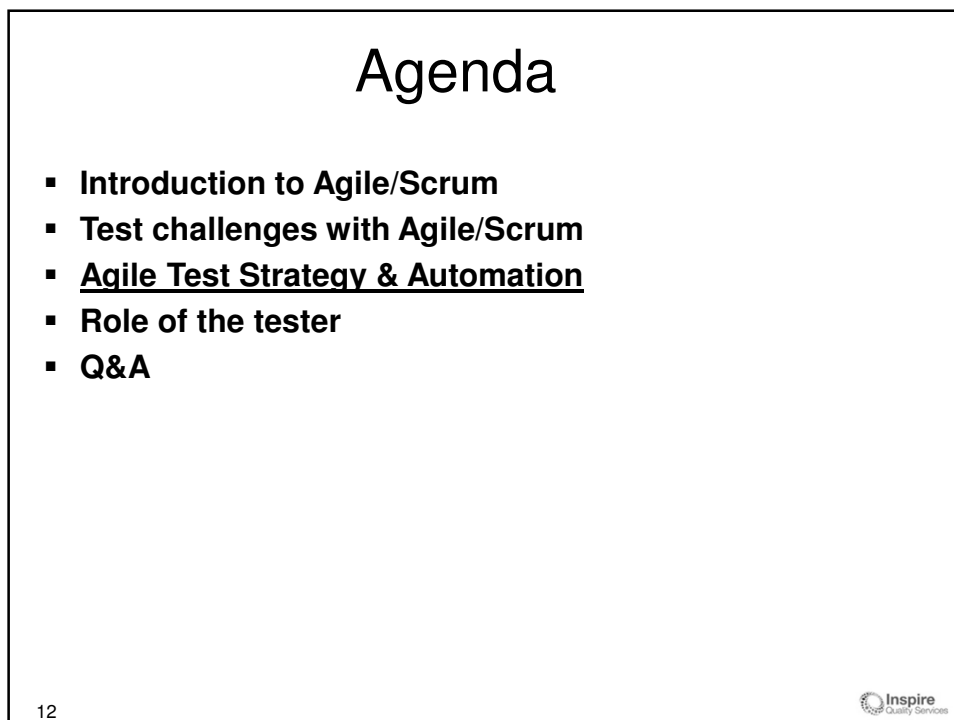 Agenda
▪ Introduction to Agile/Scrum
▪ Test challenges with Agile/Scrum
▪ Agile Test Strategy & Automation
▪ Role of the tester
▪ Q&A
12
Inspire
Quality Services